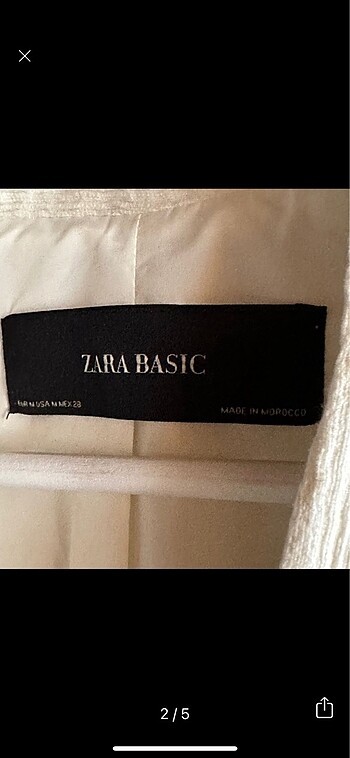 ZARA BASIC
EUR M USA M MEX 28
MADE IN MOROCCO
2/5